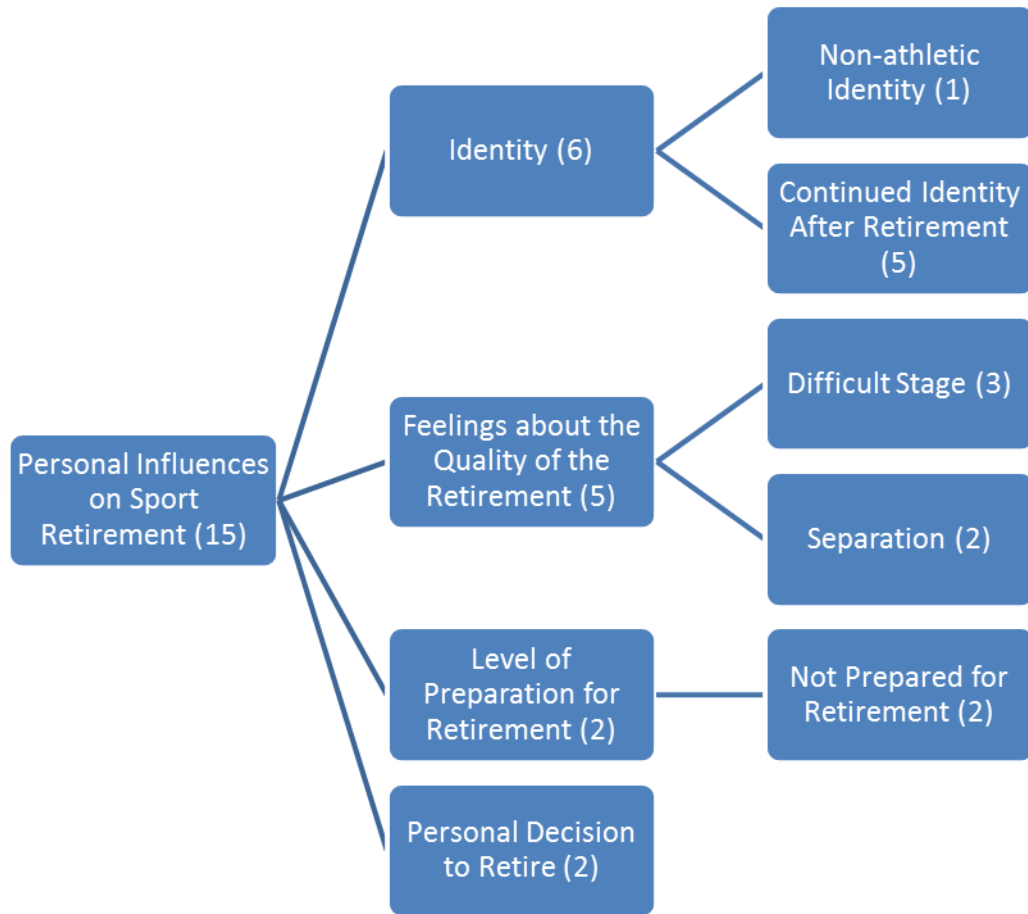 Personal Influences
on Sport
Retirement (15)
Identity (6)
Non-athletic
Identity (1)
Continued Identity
After Retirement
(5)
Feelings about the
Quality of the
Retirement (5)
Difficult Stage (3)
Separation (2)
Level of
Preparation for
Retirement (2)
Not Prepared for
Retirement (2)
Personal Decision
to Retire (2)